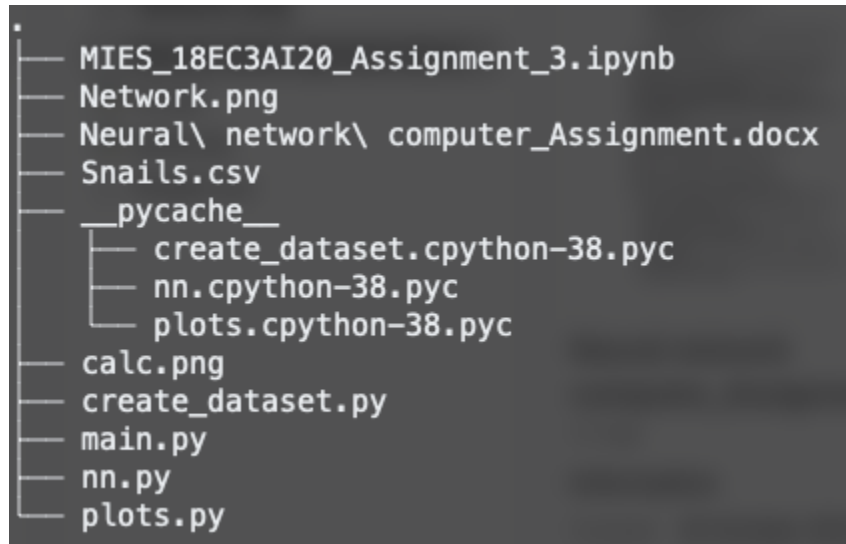 .
├── MIES_18EC3AI20_Assignment_3.ipynb
├── Network.png
├── Neural\ network\ computer_Assignment.docx
├── Snails.csv
├── __pycache__
│   ├── create_dataset.cpython-38.pyc
│   ├── nn.cpython-38.pyc
│   └── plots.cpython-38.pyc
├── calc.png
├── create_dataset.py
├── main.py
├── nn.py
└── plots.py